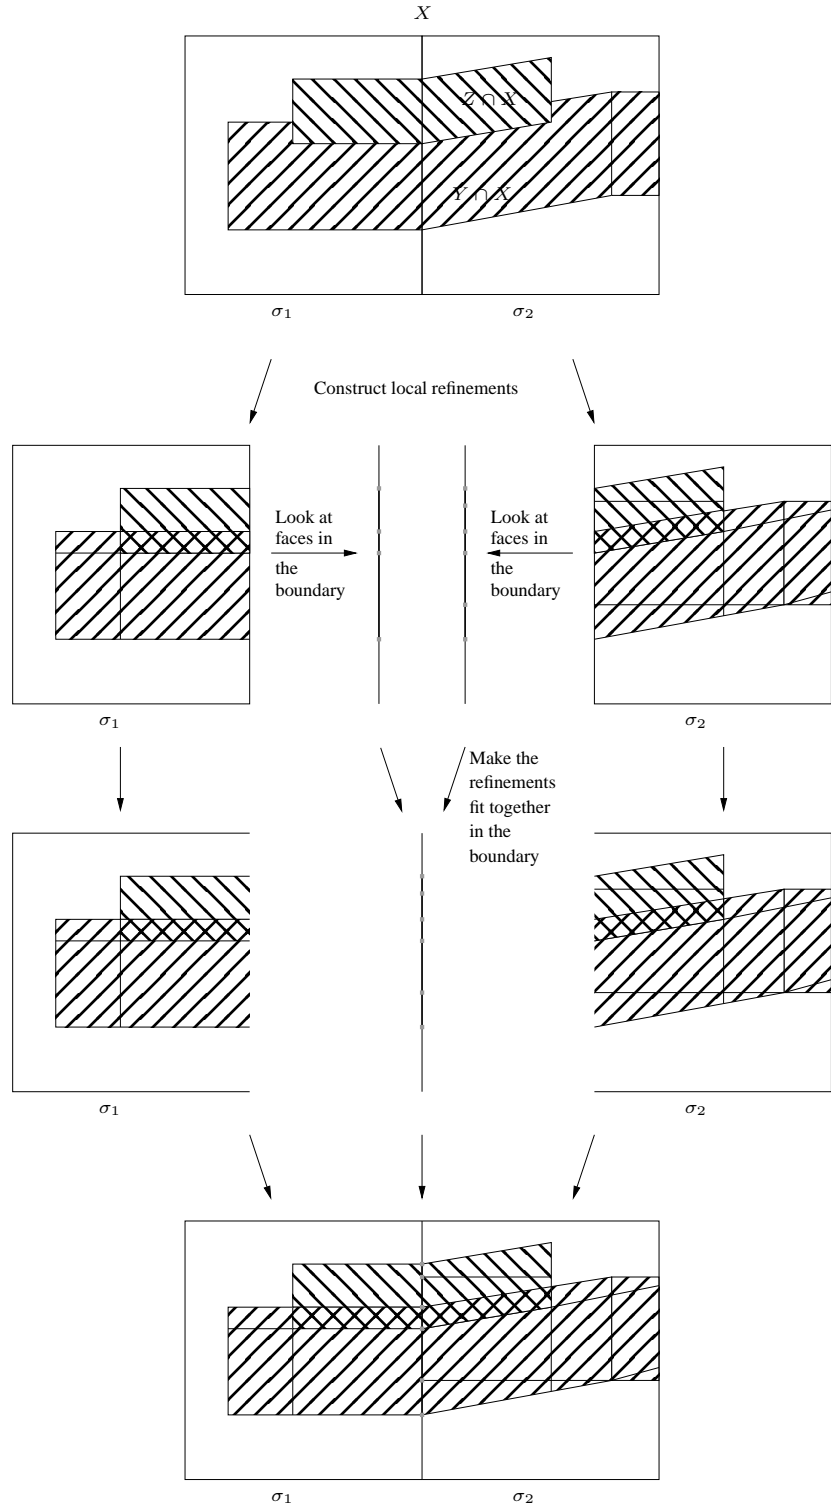 X
Z ∩ X
Y ∩ X
σ₁
σ₂
Construct local refinements
Look at
faces in
the
boundary
Look at
faces in
the
boundary
σ₁
σ₂
Make the
refinements
fit together
in the
boundary
σ₁
σ₂
σ₁
σ₂